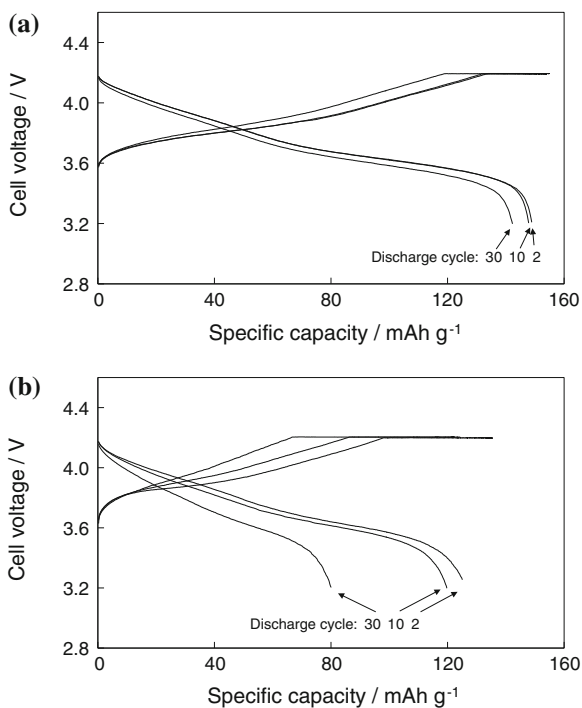 (a)
4.4
4.0
3.6
3.2
2.8
Cell voltage / V
Discharge cycle: 30 10 2
0 40 80 120 160
Specific capacity / mAh g-1
(b)
4.4
4.0
3.6
3.2
2.8
Cell voltage / V
Discharge cycle: 30 10 2
0 40 80 120 160
Specific capacity / mAh g-1